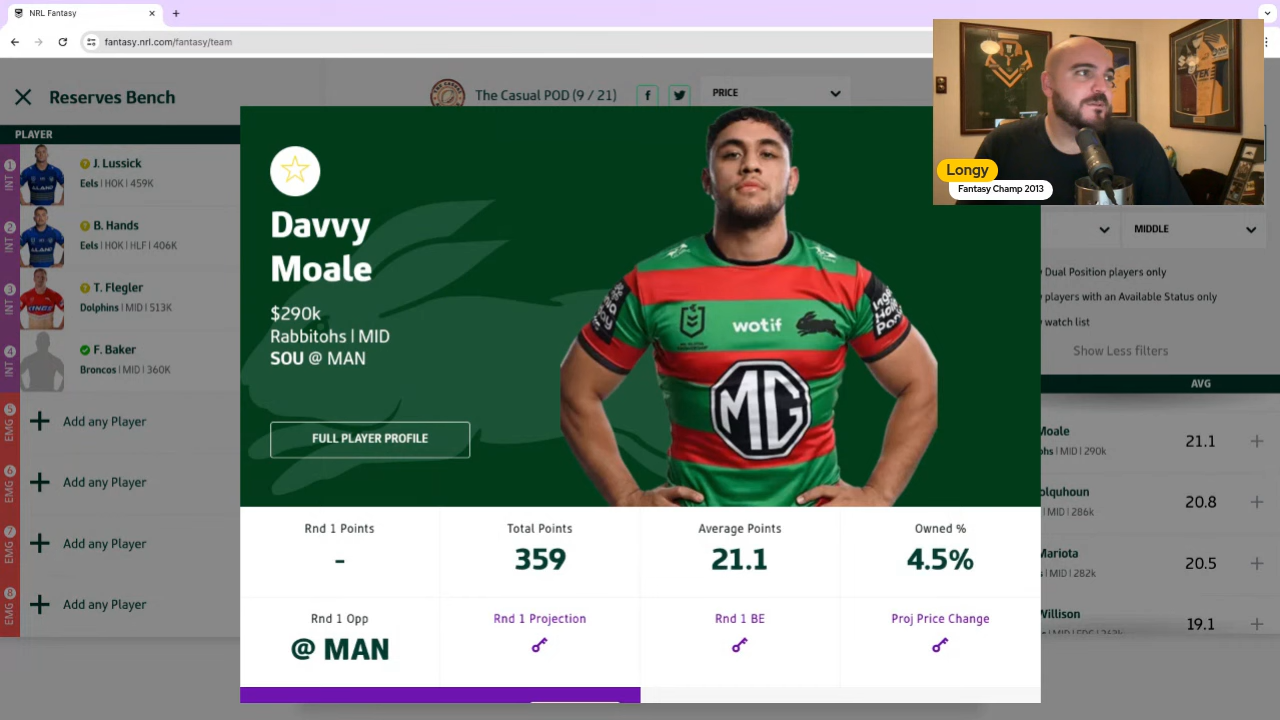 NRL Fantasy
fantasy.nrl.com/fantasy/team
Reserves Bench
The Casual POD (9 / 21)
PRICE
PLAYER
1
INT
J. Lussick
Eels | HOK | 459K
2
INT
B. Hands
Eels | HOK | HLF | 406K
3
INT
T. Flegler
Dolphins | MID | 513K
4
INT
F. Baker
Broncos | MID | 360K
5
EMG
Add any Player
6
EMG
Add any Player
7
EMG
Add any Player
8
EMG
Add any Player
Davvy
Moale
$290k
Rabbitohs | MID
SOU @ MAN
FULL PLAYER PROFILE
wotif
MG
Rnd 1 Points
-
Total Points
359
Average Points
21.1
Owned %
4.5%
Rnd 1 Opp
@ MAN
Rnd 1 Projection
Rnd 1 BE
Proj Price Change
Longy
Fantasy Champ 2013
MIDDLE
Dual Position players only
players with an Available Status only
watch list
Show Less filters
AVG
Moale
| MID | 290k
21.1
olquhoun
| MID | 286k
20.8
Mariota
| MID | 282k
20.5
Willison
19.1